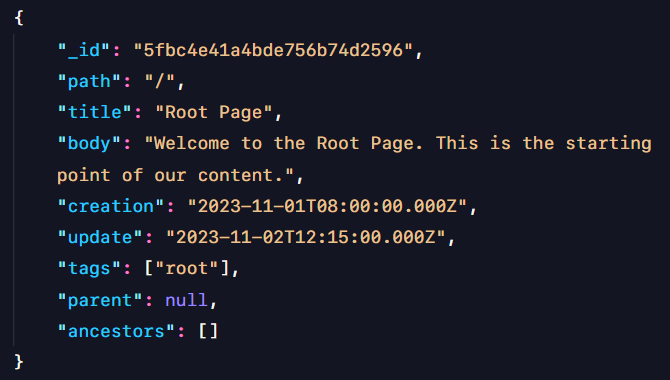 {
"_id": "5fbc4e41a4bde756b74d2596",
"path": "/",
"title": "Root Page",
"body": "Welcome to the Root Page. This is the starting
point of our content.",
"creation": "2023-11-01T08:00:00.000Z",
"update": "2023-11-02T12:15:00.000Z",
"tags": ["root"],
"parent": null,
"ancestors": []
}